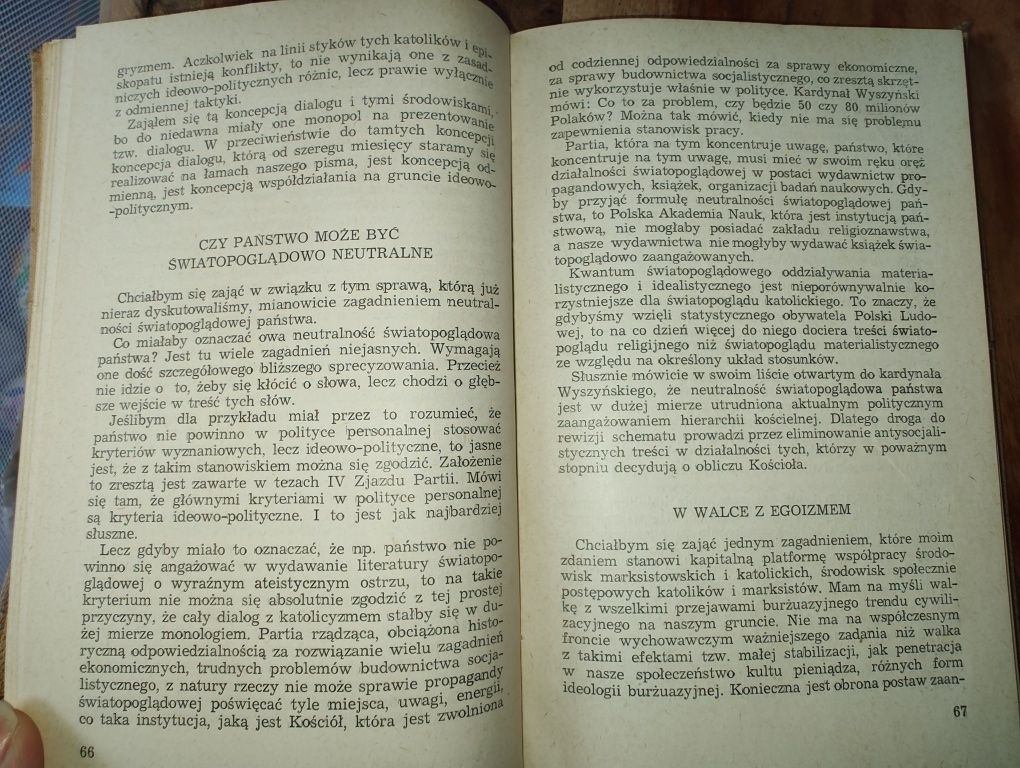 gryzmem. Aczkolwiek na linii styków tych katolików i epi-
skopatu istnieją konflikty, to nie wynikają one z zasad-
niczych ideowo-politycznych różnic, lecz prawie wyłącznie
z odmiennej taktyki.
Zająłem się tą koncepcją dialogu i tymi środowiskami,
bo do niedawna miały one monopol na prezentowanie
tzw. dialogu. W przeciwieństwie do tamtych koncepcji
koncepcja dialogu, którą od szeregu miesięcy staramy się
realizować na łamach naszego pisma, jest koncepcją od-
mienną, jest koncepcją współdziałania na gruncie ideowo-
-politycznym.
CZY PAŃSTWO MOŻE BYĆ
ŚWIATOPOGLĄDOWO NEUTRALNE
Chciałbym się zająć w związku z tym sprawą, którą już
nieraz dyskutowaliśmy, mianowicie zagadnieniem neutral-
ności światopoglądowej państwa.
Co miałaby oznaczać owa neutralność światopoglądowa
państwa? Jest tu wiele zagadnień niejasnych. Wymagają
one dość szczegółowego bliższego sprecyzowania. Przecież
nie idzie o to, żeby się kłócić o słowa, lecz chodzi o głęb-
sze wejście w treść tych słów.
Jeślibym dla przykładu miał przez to rozumieć, że
państwo nie powinno w polityce personalnej stosować
kryteriów wyznaniowych, lecz ideowo-polityczne, to jasne
jest, że z takim stanowiskiem można się zgodzić. Założenie
to zresztą jest zawarte w tezach IV Zjazdu Partii. Mówi
się tam, że głównymi kryteriami w polityce personalnej
są kryteria ideowo-polityczne. I to jest jak najbardziej
słuszne.
Lecz gdyby miało to oznaczać, że np. państwo nie po-
winno się angażować w wydawanie literatury światopo-
glądowej o wyraźnym ateistycznym ostrzu, to na takie
kryterium nie można się absolutnie zgodzić z tej prostej
przyczyny, że cały dialog z katolicyzmem stałby się w du-
żej mierze monologiem. Partia rządząca, obciążona histo-
ryczną odpowiedzialnością za rozwiązanie wielu zagadnień
ekonomicznych, trudnych problemów budownictwa socja-
listycznego, z natury rzeczy nie może sprawie propagandy
światopoglądowej poświęcać tyle miejsca, uwagi, energii,
co taka instytucja, jaką jest Kościół, która jest zwolniona
66
od codziennej odpowiedzialności za sprawy ekonomiczne,
za sprawy budownictwa socjalistycznego, co zresztą skrzęt-
nie wykorzystuje właśnie w polityce. Kardynał Wyszyński
mówi: Co to za problem, czy będzie 50 czy 80 milionów
Polaków? Można tak mówić, kiedy nie ma się problemu
zapewnienia stanowisk pracy.
Partia, która na tym koncentruje uwagę, państwo, które
koncentruje na tym uwagę, musi mieć w swoim ręku oręż
działalności światopoglądowej w postaci wydawnictw pro-
pagandowych, książek, organizacji badań naukowych. Gdy-
by przyjąć formułę neutralności światopoglądowej pań-
stwa, to Polska Akademia Nauk, która jest instytucją pań-
stwową, nie mogłaby posiadać zakładu religioznawstwa,
a nasze wydawnictwa nie mogłyby wydawać książek świa-
topoglądowo zaangażowanych.
Kwantum światopoglądowego oddziaływania materia-
listycznego i idealistycznego jest nieporównywalnie ko-
rzystniejsze dla światopoglądu katolickiego. To znaczy, że
gdybyśmy wzięli statystycznego obywatela Polski Ludo-
wej, to na co dzień więcej do niego dociera treści świato-
poglądu religijnego niż światopoglądu materialistycznego
ze względu na określony układ stosunków.
Słusznie mówicie w swoim liście otwartym do kardynała
Wyszyńskiego, że neutralność światopoglądowa państwa
jest w dużej mierze utrudniona aktualnym politycznym
zaangażowaniem hierarchii kościelnej. Dlatego droga do
rewizji schematu prowadzi przez eliminowanie antysocjali-
stycznych treści w działalności tych, którzy w poważnym
stopniu decydują o obliczu Kościoła.
W WALCE Z EGOIZMEM
Chciałbym się zająć jednym zagadnieniem, które moim
zdaniem stanowi kapitalną platformę współpracy środo-
wisk marksistowskich i katolickich, środowisk społecznie
postępowych katolików i marksistów. Mam na myśli wal-
kę z wszelkimi przejawami burżuazyjnego trendu cywili-
zacyjnego na naszym gruncie. Nie ma na współczesnym
froncie wychowawczym ważniejszego zadania niż walka
z takimi efektami tzw. małej stabilizacji, jak penetracja
w nasze społeczeństwo kultu pieniądza, różnych form
ideologii burżuazyjnej. Konieczna jest obrona postaw zaan-
67